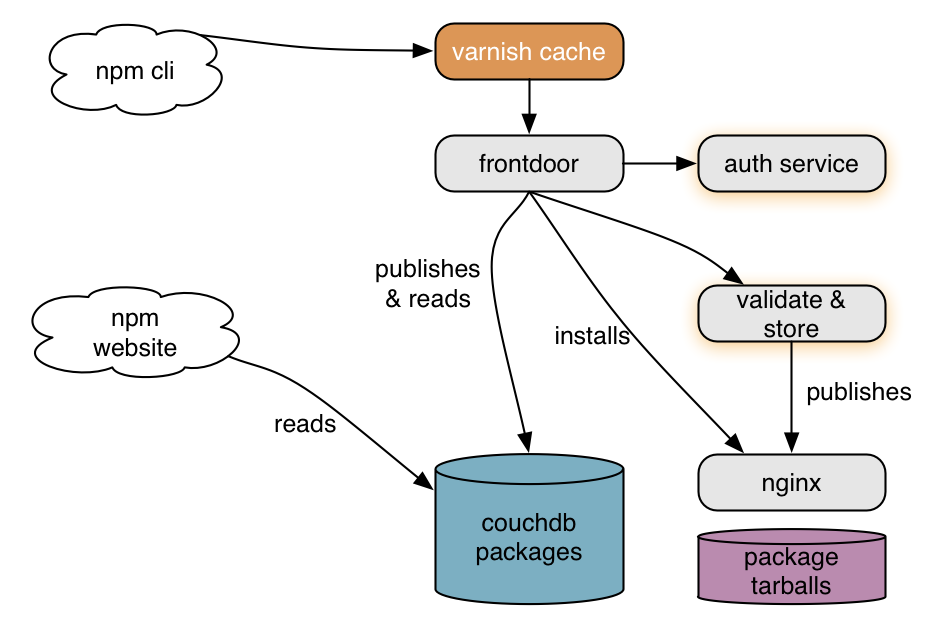 npm cli
varnish cache
frontdoor
auth service
publishes
& reads
validate &
store
npm
website
installs
publishes
reads
nginx
couchdb
packages
package
tarballs